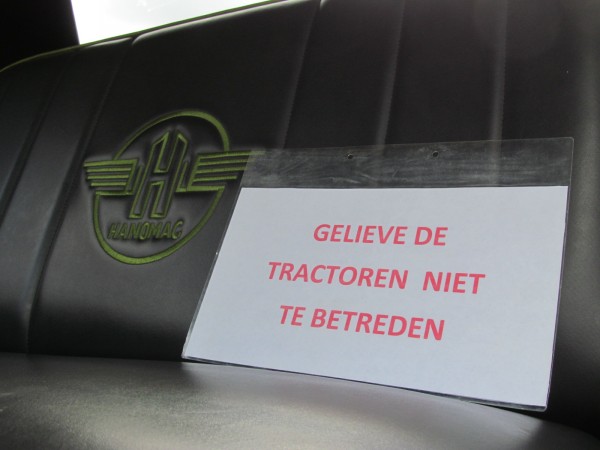 HANOMAG
GELIEVE DE
TRACTOREN NIET
TE BETREDEN